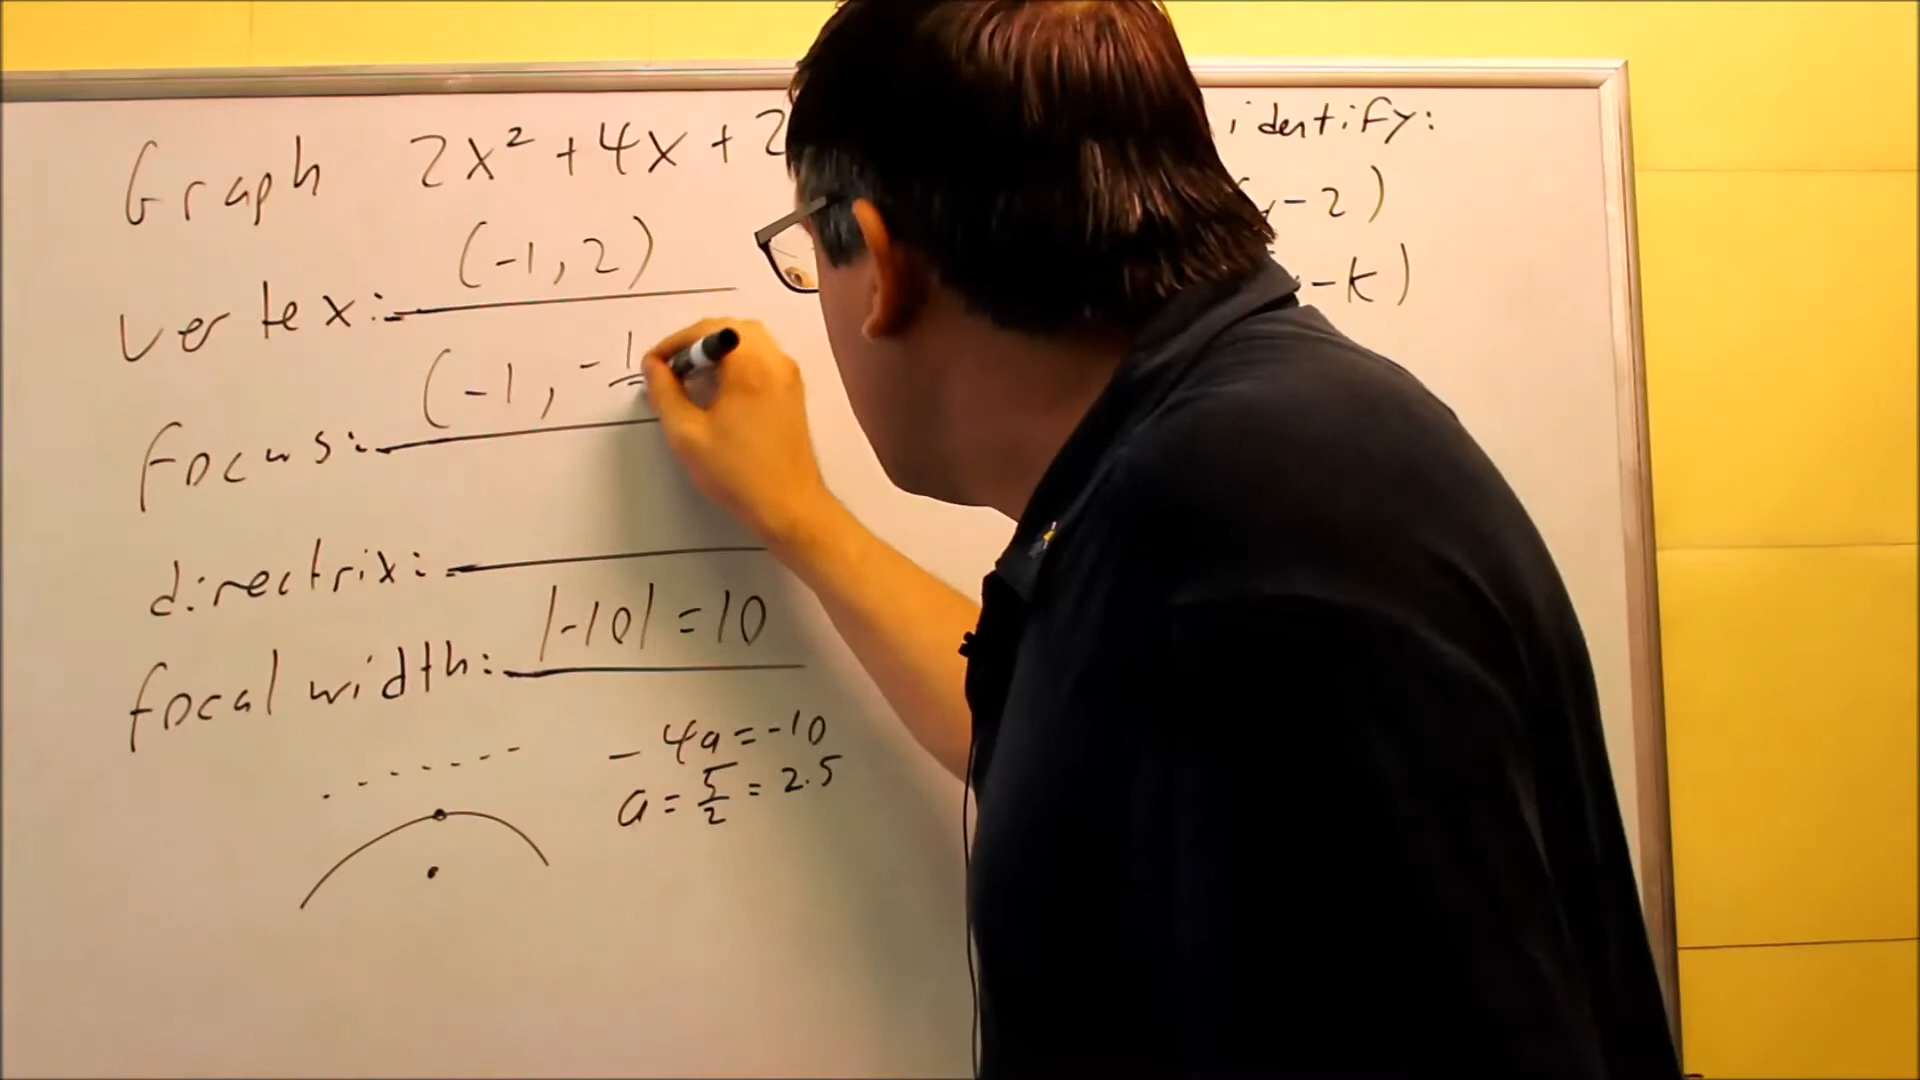 Graph 2x² + 4x + 2
identify:
y-2)
-k)
vertex: (-1, 2)
focus: (-1, -1
directrix:
focal width: |-10| = 10
-4a = -10
a = 5/2 = 2.5